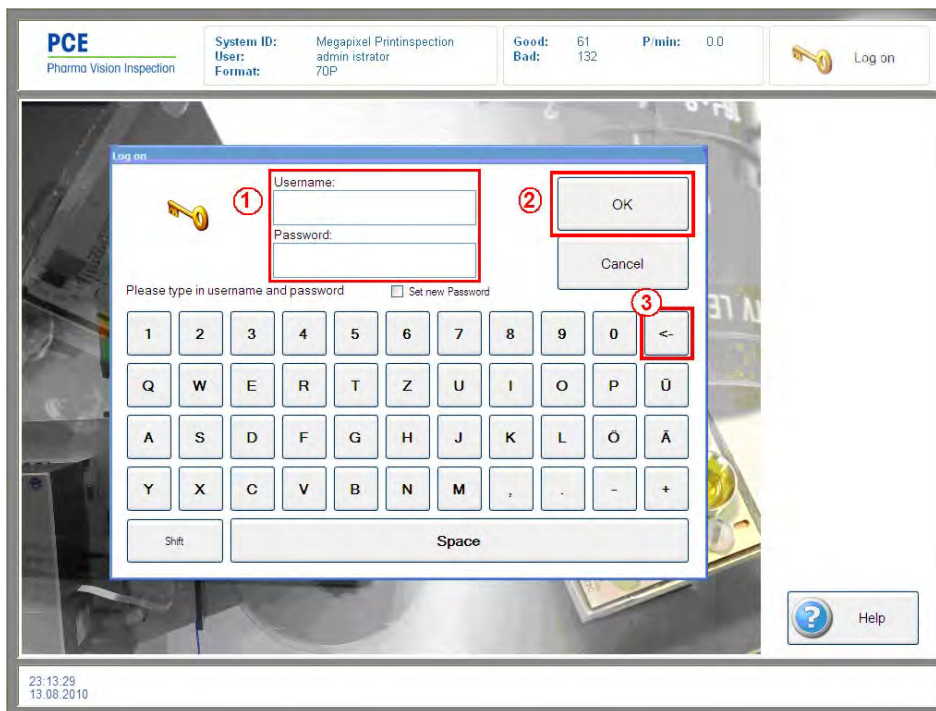 PCE
Pharma Vision Inspection
System ID: Megapixel Printinspection
User: admin istrator
Format: 70P
Good: 61
Bad: 132
P/min: 0.0
Log on
Log on
1
Username:
Password:
2
OK
Cancel
Please type in username and password
Set new Password
3
1 2 3 4 5 6 7 8 9 0 <-
Q W E R T Z U I O P Ü
A S D F G H J K L Ö Ä
Y X C V B N M , . - +
Shift Space
Help
23:13:29
13.08.2010